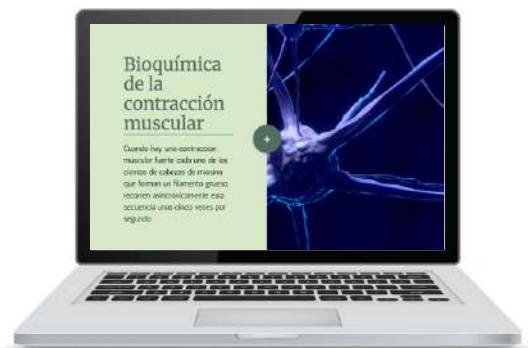 Bioquímica
de la
contracción
muscular
Cuando hay una contraccion
muscular fuerte cada uno de los
cientos de cabezas de miosina
que forman un filamento grueso,
recorren asincrónicamente esta
secuencia unas cinco veces por
segundo